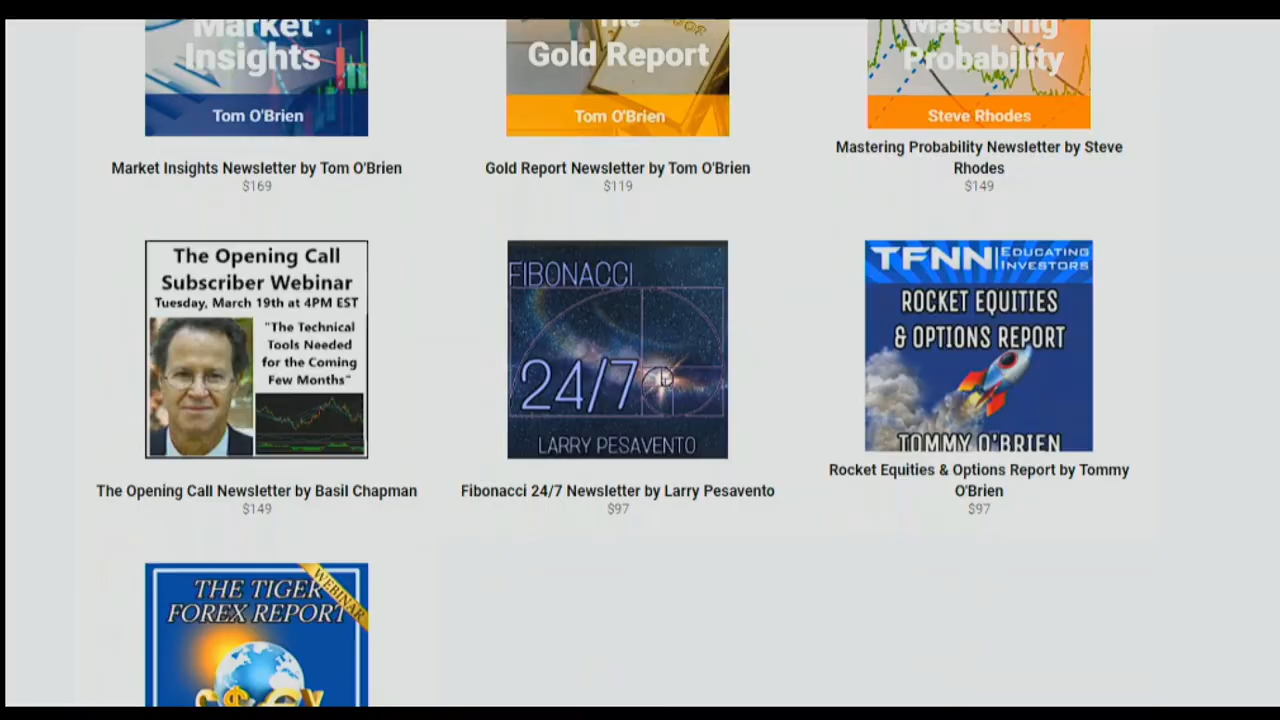 Market
Insights
Tom O'Brien
Market Insights Newsletter by Tom O'Brien
$169
The
Gold Report
Tom O'Brien
Gold Report Newsletter by Tom O'Brien
$119
Mastering
Probability
Steve Rhodes
Mastering Probability Newsletter by Steve
Rhodes
$149
The Opening Call
Subscriber Webinar
Tuesday, March 19th at 4PM EST
"The Technical
Tools Needed
for the Coming
Few Months"
The Opening Call Newsletter by Basil Chapman
$149
FIBONACCI
24/7
LARRY PESAVENTO
Fibonacci 24/7 Newsletter by Larry Pesavento
$97
TFNN EDUCATING
INVESTORS
ROCKET EQUITIES
& OPTIONS REPORT
TOMMY O'BRIEN
Rocket Equities & Options Report by Tommy
O'Brien
$97
THE TIGER
FOREX REPORT
WEBINAR